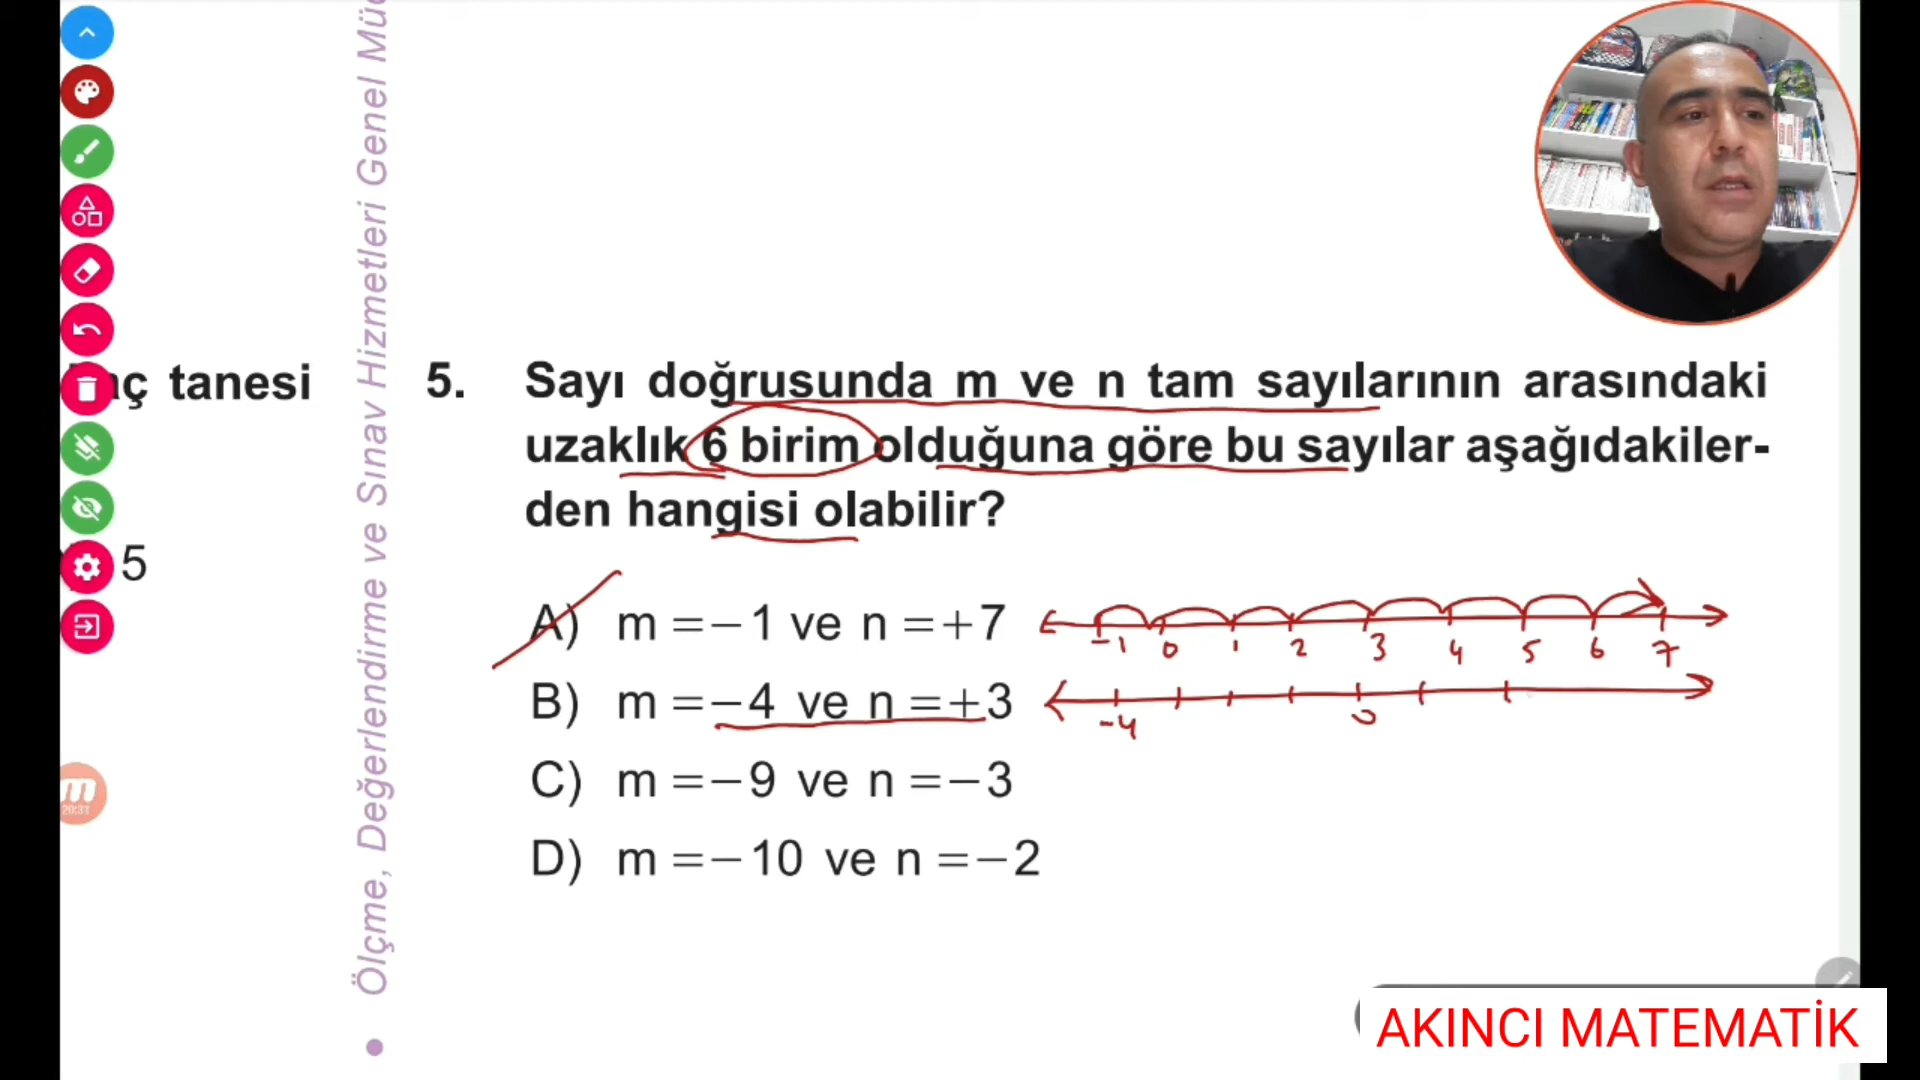 Ölçme, Değerlendirme ve Sınav Hizmetleri Genel Mü
tanesi
5
5. Sayı doğrusunda m ve n tam sayılarının arasındaki
uzaklık 6 birim olduğuna göre bu sayılar aşağıdakiler-
den hangisi olabilir?
A) m =−1 ve n =+7
-1 0 1 2 3 4 5 6 7
B) m =−4 ve n =+3
-4 0
C) m =−9 ve n =−3
D) m =−10 ve n =−2
m
20:31
AKINCI MATEMATİK